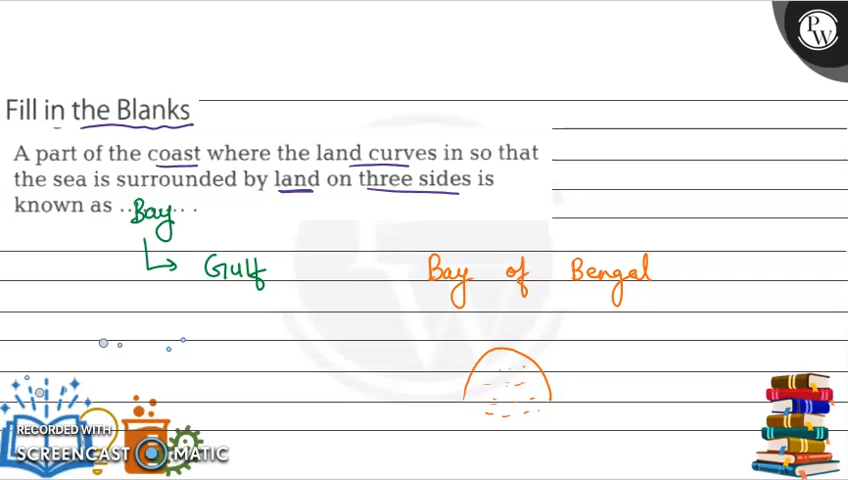 PW
Fill in the Blanks
A part of the coast where the land curves in so that
the sea is surrounded by land on three sides is
known as ..Bay.. .
Gulf
Bay of Bengal
RECORDED WITH
SCREENCAST MATIC